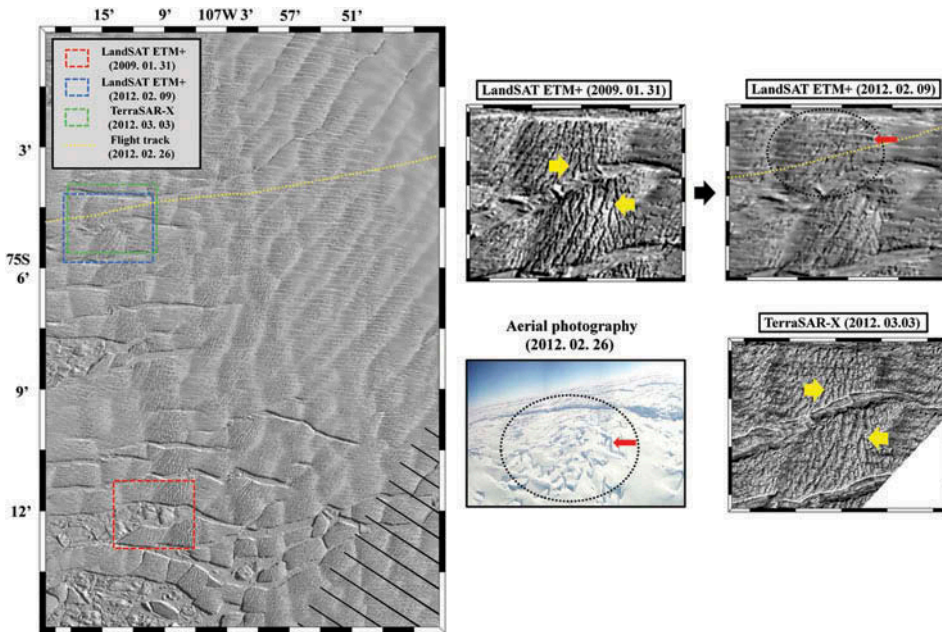 15’ 9’ 107W 3’ 57’ 51’
LandSAT ETM+
(2009. 01. 31)
LandSAT ETM+
(2012. 02. 09)
TerraSAR-X
(2012. 03. 03)
Flight track
(2012. 02. 26)
3’
75S
6’
9’
12’
LandSAT ETM+ (2009. 01. 31)
LandSAT ETM+ (2012. 02. 09)
Aerial photography
(2012. 02. 26)
TerraSAR-X (2012. 03.03)